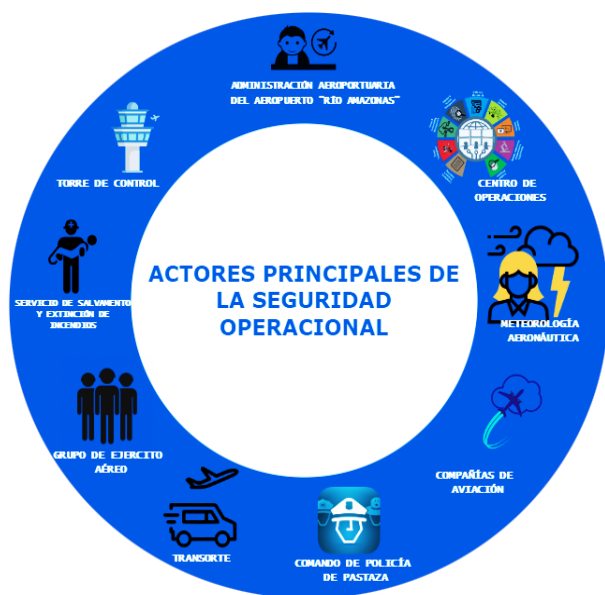 ADMINISTRACIÓN AEROPORTUARIA
DEL AEROPUERTO "RÍO AMAZONAS"
CENTRO DE
OPERACIONES
METEOROLOGÍA
AERONÁUTICA
COMPAÑÍAS DE
AVIACIÓN
COMANDO DE POLICÍA
DE PASTAZA
TRANSORTE
GRUPO DE EJERCITO
AÉREO
SERVICIO DE SALVAMENTO
Y EXTINCIÓN DE
INCENDIOS
TORRE DE CONTROL
ACTORES PRINCIPALES DE
LA SEGURIDAD
OPERACIONAL